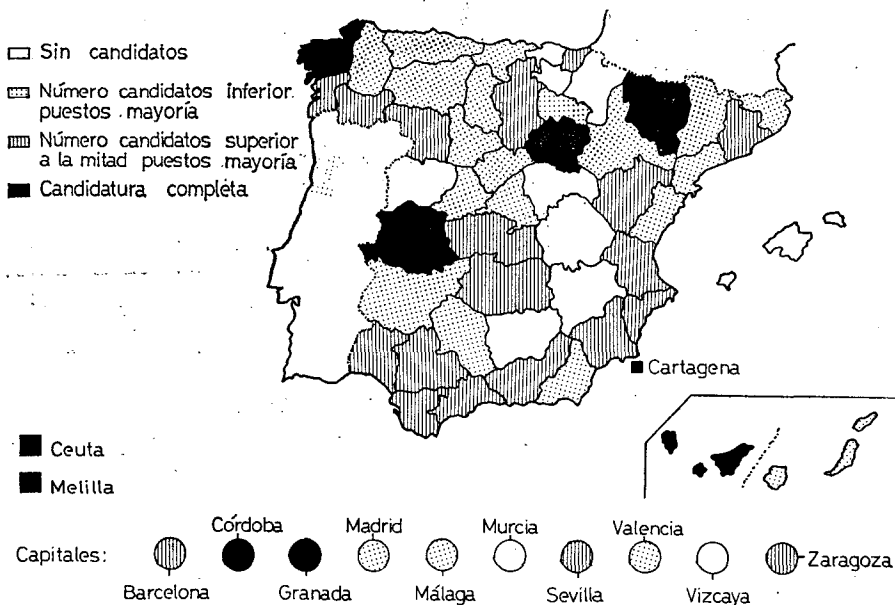 Sin candidatos
Número candidatos inferior.
puestos mayoría
Número candidatos superior
a la mitad puestos mayoría
Candidatura compléta
Cartagena
Ceuta
Melilla
Capitales:
Córdoba
Madrid
Murcia
Valencia
Zaragoza
Barcelona
Granada
Málaga
Sevilla
Vizcaya